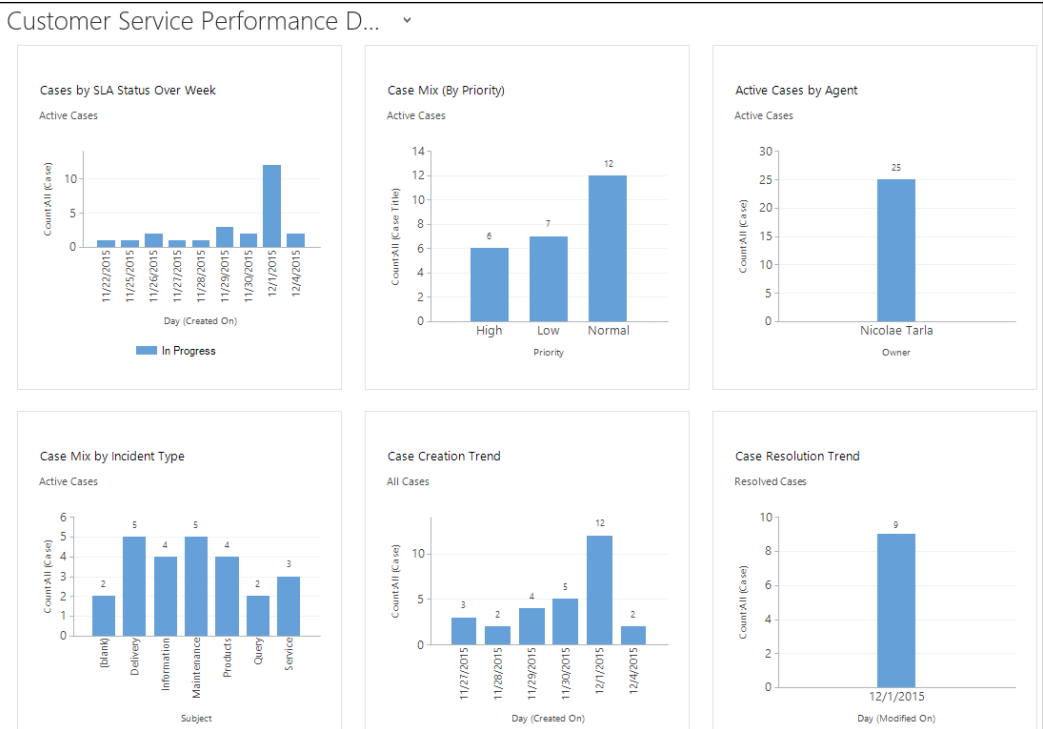 Customer Service Performance D...
Cases by SLA Status Over Week
Active Cases
CountAll (Case)
10
5
0
11/22/2015
11/25/2015
11/26/2015
11/27/2015
11/28/2015
11/29/2015
11/30/2015
12/1/2015
12/4/2015
Day (Created On)
In Progress
Case Mix (By Priority)
Active Cases
CountAll (Case Title)
14
12
10
8
6
4
2
0
6
7
12
High
Low
Normal
Priority
Active Cases by Agent
Active Cases
CountAll (Case)
30
25
20
15
10
5
0
25
Nicolae Tarla
Owner
Case Mix by Incident Type
Active Cases
CountAll (Case)
6
5
4
3
2
1
0
2
5
4
5
4
2
3
(blank)
Delivery
Information
Maintenance
Products
Query
Service
Subject
Case Creation Trend
All Cases
CountAll (Case)
10
5
0
3
2
4
5
12
2
11/27/2015
11/28/2015
11/29/2015
11/30/2015
12/1/2015
12/4/2015
Day (Created On)
Case Resolution Trend
Resolved Cases
CountAll (Case)
10
8
6
4
2
0
9
12/1/2015
Day (Modified On)